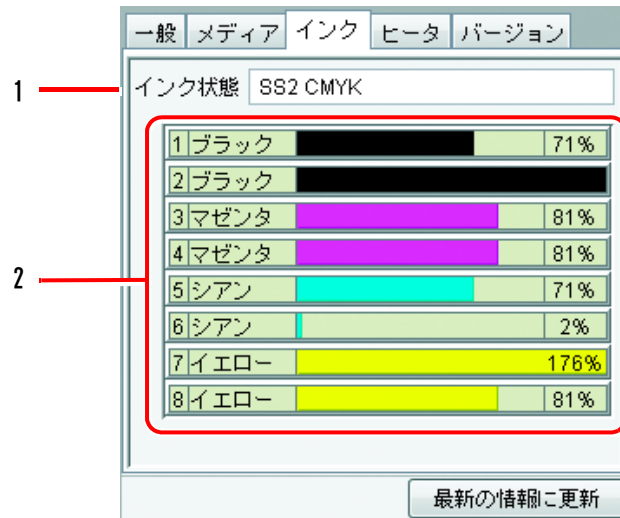 一般 メディア インク ヒータ バージョン
1 インク状態 SS2 CMYK
1 ブラック 71%
2 ブラック
3 マゼンタ 81%
4 マゼンタ 81%
2
5 シアン 71%
6 シアン 2%
7 イエロー 176%
8 イエロー 81%
最新の情報に更新